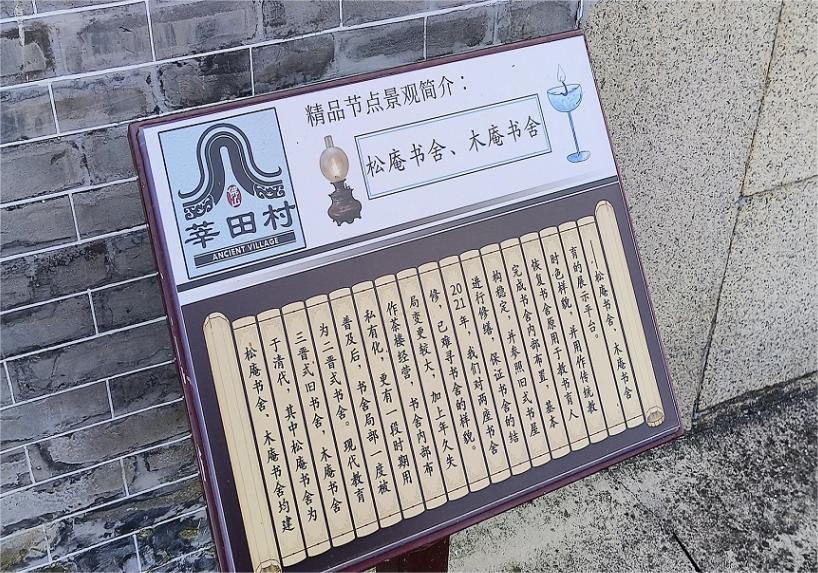 精品节点景观简介：
松庵书舍、木庵书舍
莘田村
ANCIENT VILLAGE
松庵书舍、木庵书舍均建
于清代，其中松庵书舍为
三晋式旧书舍，木庵书舍
为二晋式书舍。现代教育
普及后，书舍局部一度被
私有化，更有一段时期用
作茶楼经营，书舍内部布
局变更较大，加上年久失
修，已难寻书舍的样貌。
2021年，我们对两座书舍
进行修缮，保证书舍的结
构稳定，并参照旧式书屋
完成书舍内部布置，基本
恢复书舍原用于教书育人
时色样貌，并用作传统教
育的展示平台。
——松庵书舍、木庵书舍